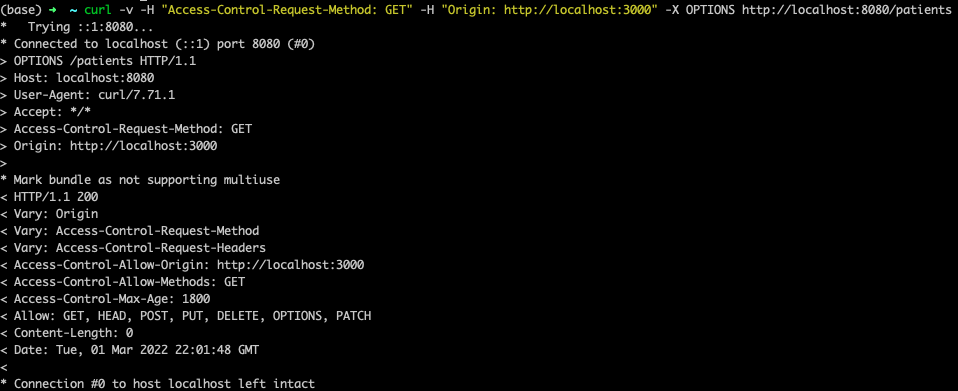 (base) ➜  ~ curl -v -H "Access-Control-Request-Method: GET" -H "Origin: http://localhost:3000" -X OPTIONS http://localhost:8080/patients
*   Trying ::1:8080...
* Connected to localhost (::1) port 8080 (#0)
> OPTIONS /patients HTTP/1.1
> Host: localhost:8080
> User-Agent: curl/7.71.1
> Accept: */*
> Access-Control-Request-Method: GET
> Origin: http://localhost:3000
>
* Mark bundle as not supporting multiuse
< HTTP/1.1 200
< Vary: Origin
< Vary: Access-Control-Request-Method
< Vary: Access-Control-Request-Headers
< Access-Control-Allow-Origin: http://localhost:3000
< Access-Control-Allow-Methods: GET
< Access-Control-Max-Age: 1800
< Allow: GET, HEAD, POST, PUT, DELETE, OPTIONS, PATCH
< Content-Length: 0
< Date: Tue, 01 Mar 2022 22:01:48 GMT
<
* Connection #0 to host localhost left intact